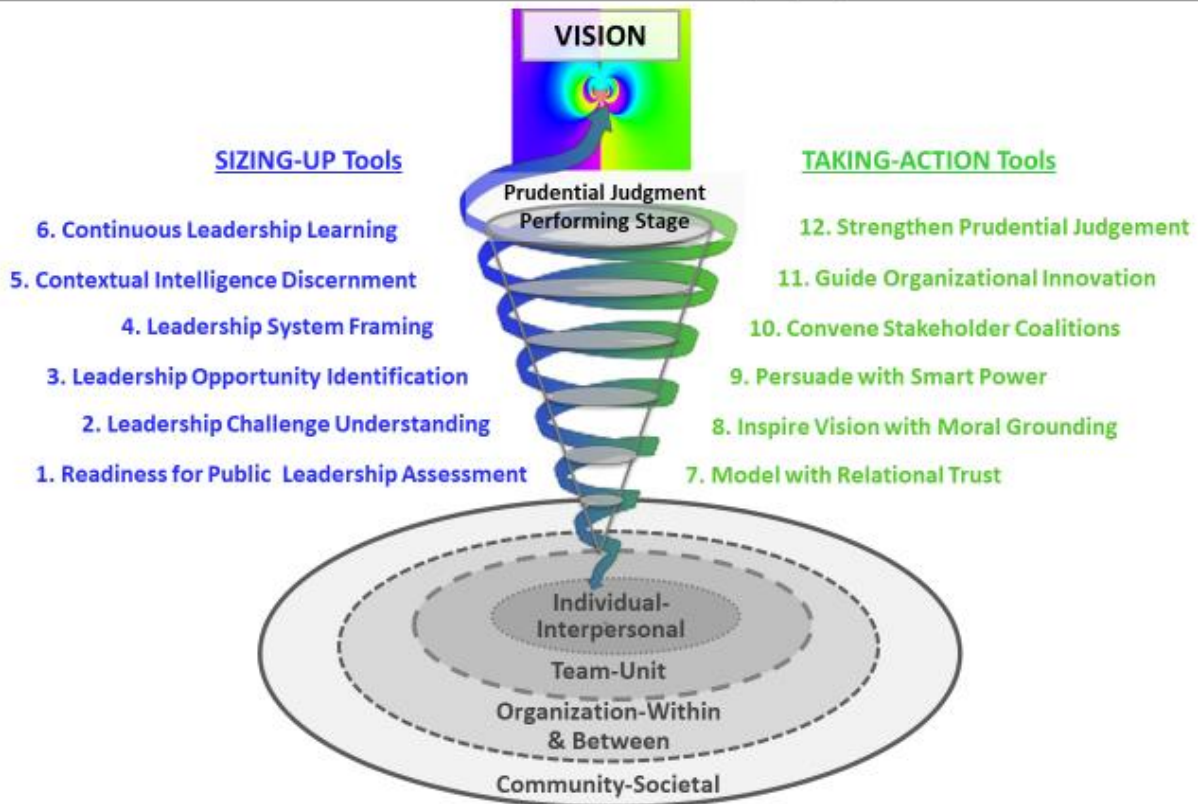 VISION
SIZING-UP Tools
6. Continuous Leadership Learning
5. Contextual Intelligence Discernment
4. Leadership System Framing
3. Leadership Opportunity Identification
2. Leadership Challenge Understanding
1. Readiness for Public Leadership Assessment
Prudential Judgment
Performing Stage
TAKING-ACTION Tools
12. Strengthen Prudential Judgement
11. Guide Organizational Innovation
10. Convene Stakeholder Coalitions
9. Persuade with Smart Power
8. Inspire Vision with Moral Grounding
7. Model with Relational Trust
Individual-
Interpersonal
Team-Unit
Organization-Within
& Between
Community-Societal